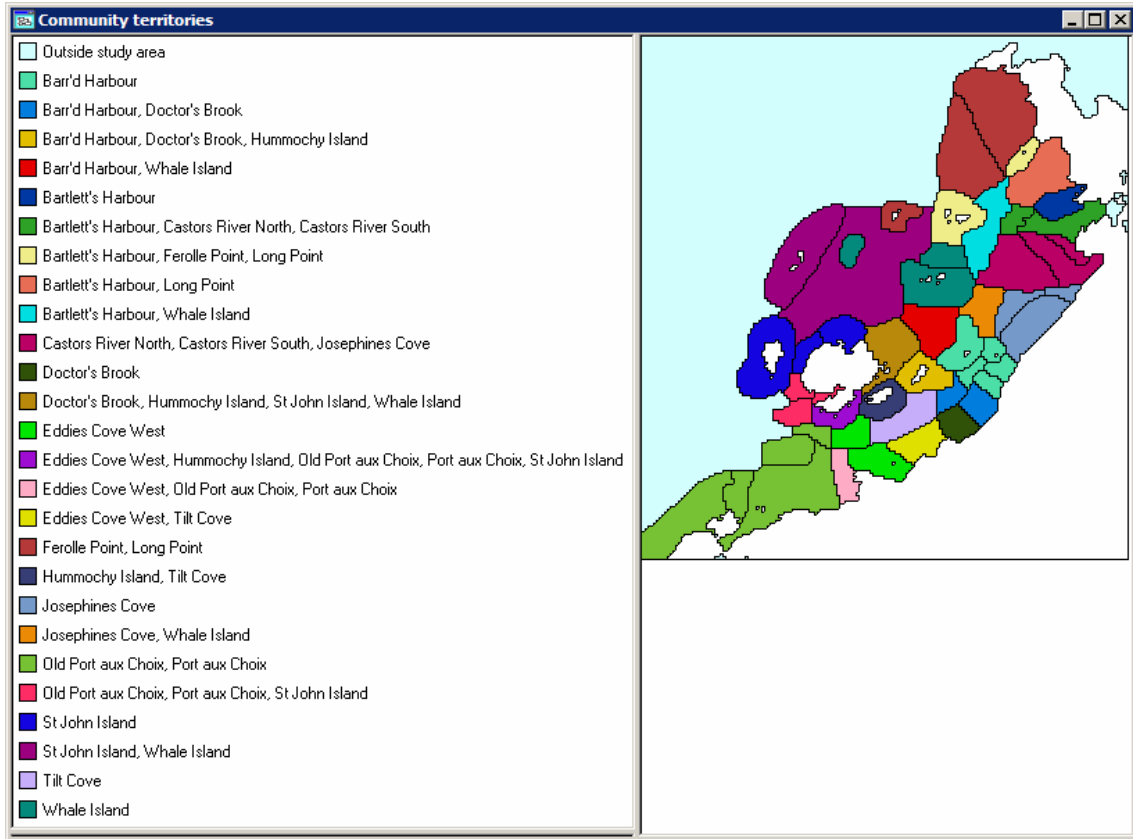 Community territories
Outside study area
Barr'd Harbour
Barr'd Harbour, Doctor's Brook
Barr'd Harbour, Doctor's Brook, Hummochy Island
Barr'd Harbour, Whale Island
Bartlett's Harbour
Bartlett's Harbour, Castors River North, Castors River South
Bartlett's Harbour, Ferolle Point, Long Point
Bartlett's Harbour, Long Point
Bartlett's Harbour, Whale Island
Castors River North, Castors River South, Josephines Cove
Doctor's Brook
Doctor's Brook, Hummochy Island, St John Island, Whale Island
Eddies Cove West
Eddies Cove West, Hummochy Island, Old Port aux Choix, Port aux Choix, St John Island
Eddies Cove West, Old Port aux Choix, Port aux Choix
Eddies Cove West, Tilt Cove
Ferolle Point, Long Point
Hummochy Island, Tilt Cove
Josephines Cove
Josephines Cove, Whale Island
Old Port aux Choix, Port aux Choix
Old Port aux Choix, Port aux Choix, St John Island
St John Island
St John Island, Whale Island
Tilt Cove
Whale Island